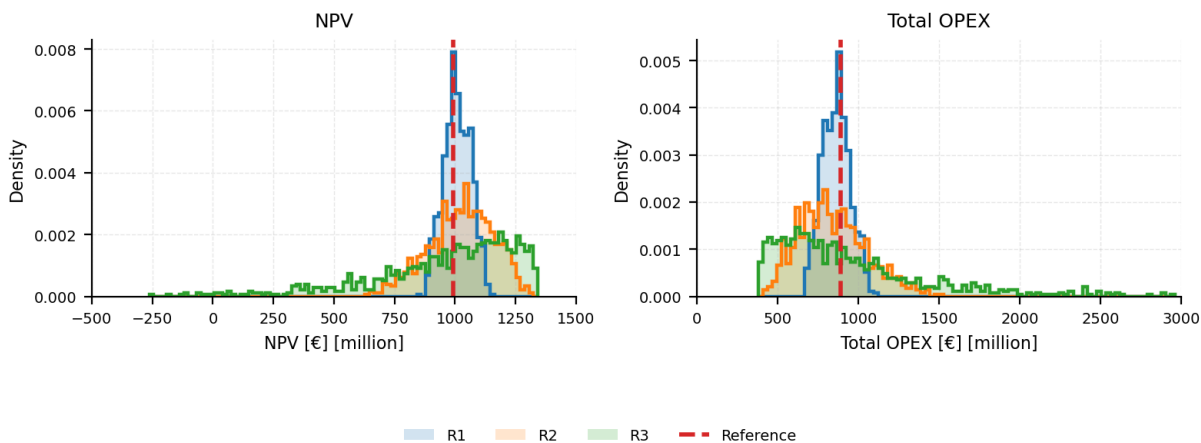 NPV
Total OPEX
0.008
0.006
0.004
0.002
0.000
Density
−500
−250
0
250
500
750
1000
1250
1500
NPV [€] [million]
0.005
0.004
0.003
0.002
0.001
0.000
Density
0
500
1000
1500
2000
2500
3000
Total OPEX [€] [million]
R1
R2
R3
Reference